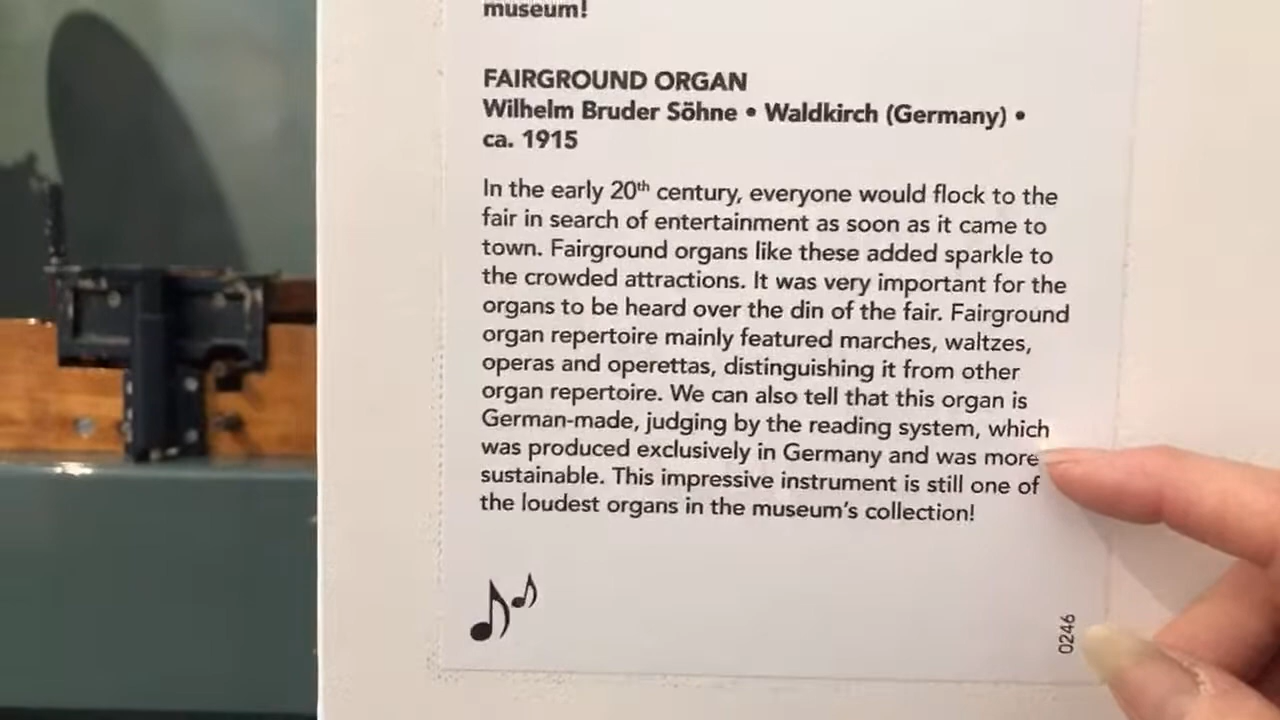 museum!
FAIRGROUND ORGAN
Wilhelm Bruder Söhne • Waldkirch (Germany) •
ca. 1915
In the early 20th century, everyone would flock to the
fair in search of entertainment as soon as it came to
town. Fairground organs like these added sparkle to
the crowded attractions. It was very important for the
organs to be heard over the din of the fair. Fairground
organ repertoire mainly featured marches, waltzes,
operas and operettas, distinguishing it from other
organ repertoire. We can also tell that this organ is
German-made, judging by the reading system, which
was produced exclusively in Germany and was more
sustainable. This impressive instrument is still one of
the loudest organs in the museum's collection!
0246